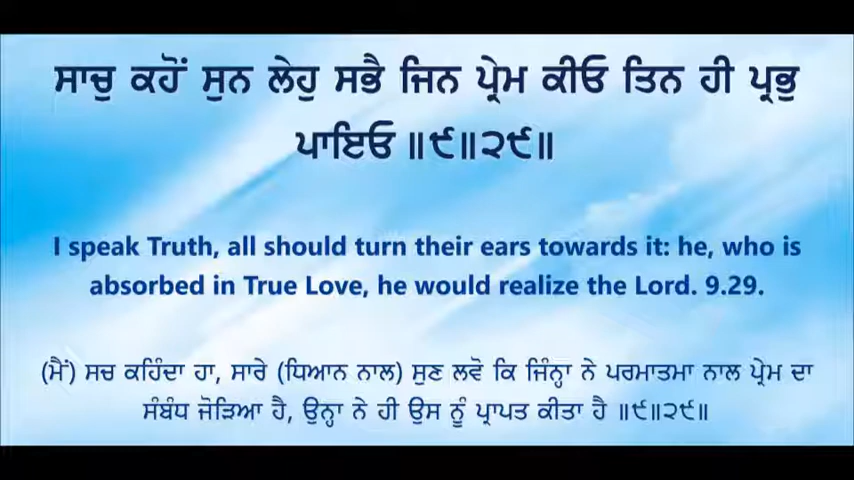 ਸਾਚੁ ਕਹੋਂ ਸੁਨ ਲੇਹੁ ਸਭੈ ਜਿਨ ਪ੍ਰੇਮ ਕੀਓ ਤਿਨ ਹੀ ਪ੍ਰਭੁ
ਪਾਇਓ ॥੯॥੨੯॥
I speak Truth, all should turn their ears towards it: he, who is
absorbed in True Love, he would realize the Lord. 9.29.
(ਮੈਂ) ਸਚ ਕਹਿੰਦਾ ਹਾ, ਸਾਰੇ (ਧਿਆਨ ਨਾਲ) ਸੁਣ ਲਵੋ ਕਿ ਜਿੰਨ੍ਹਾ ਨੇ ਪਰਮਾਤਮਾ ਨਾਲ ਪ੍ਰੇਮ ਦਾ
ਸੰਬੰਧ ਜੋੜਿਆ ਹੈ, ਉਨ੍ਹਾ ਨੇ ਹੀ ਉਸ ਨੂੰ ਪ੍ਰਾਪਤ ਕੀਤਾ ਹੈ ॥੯॥੨੯॥